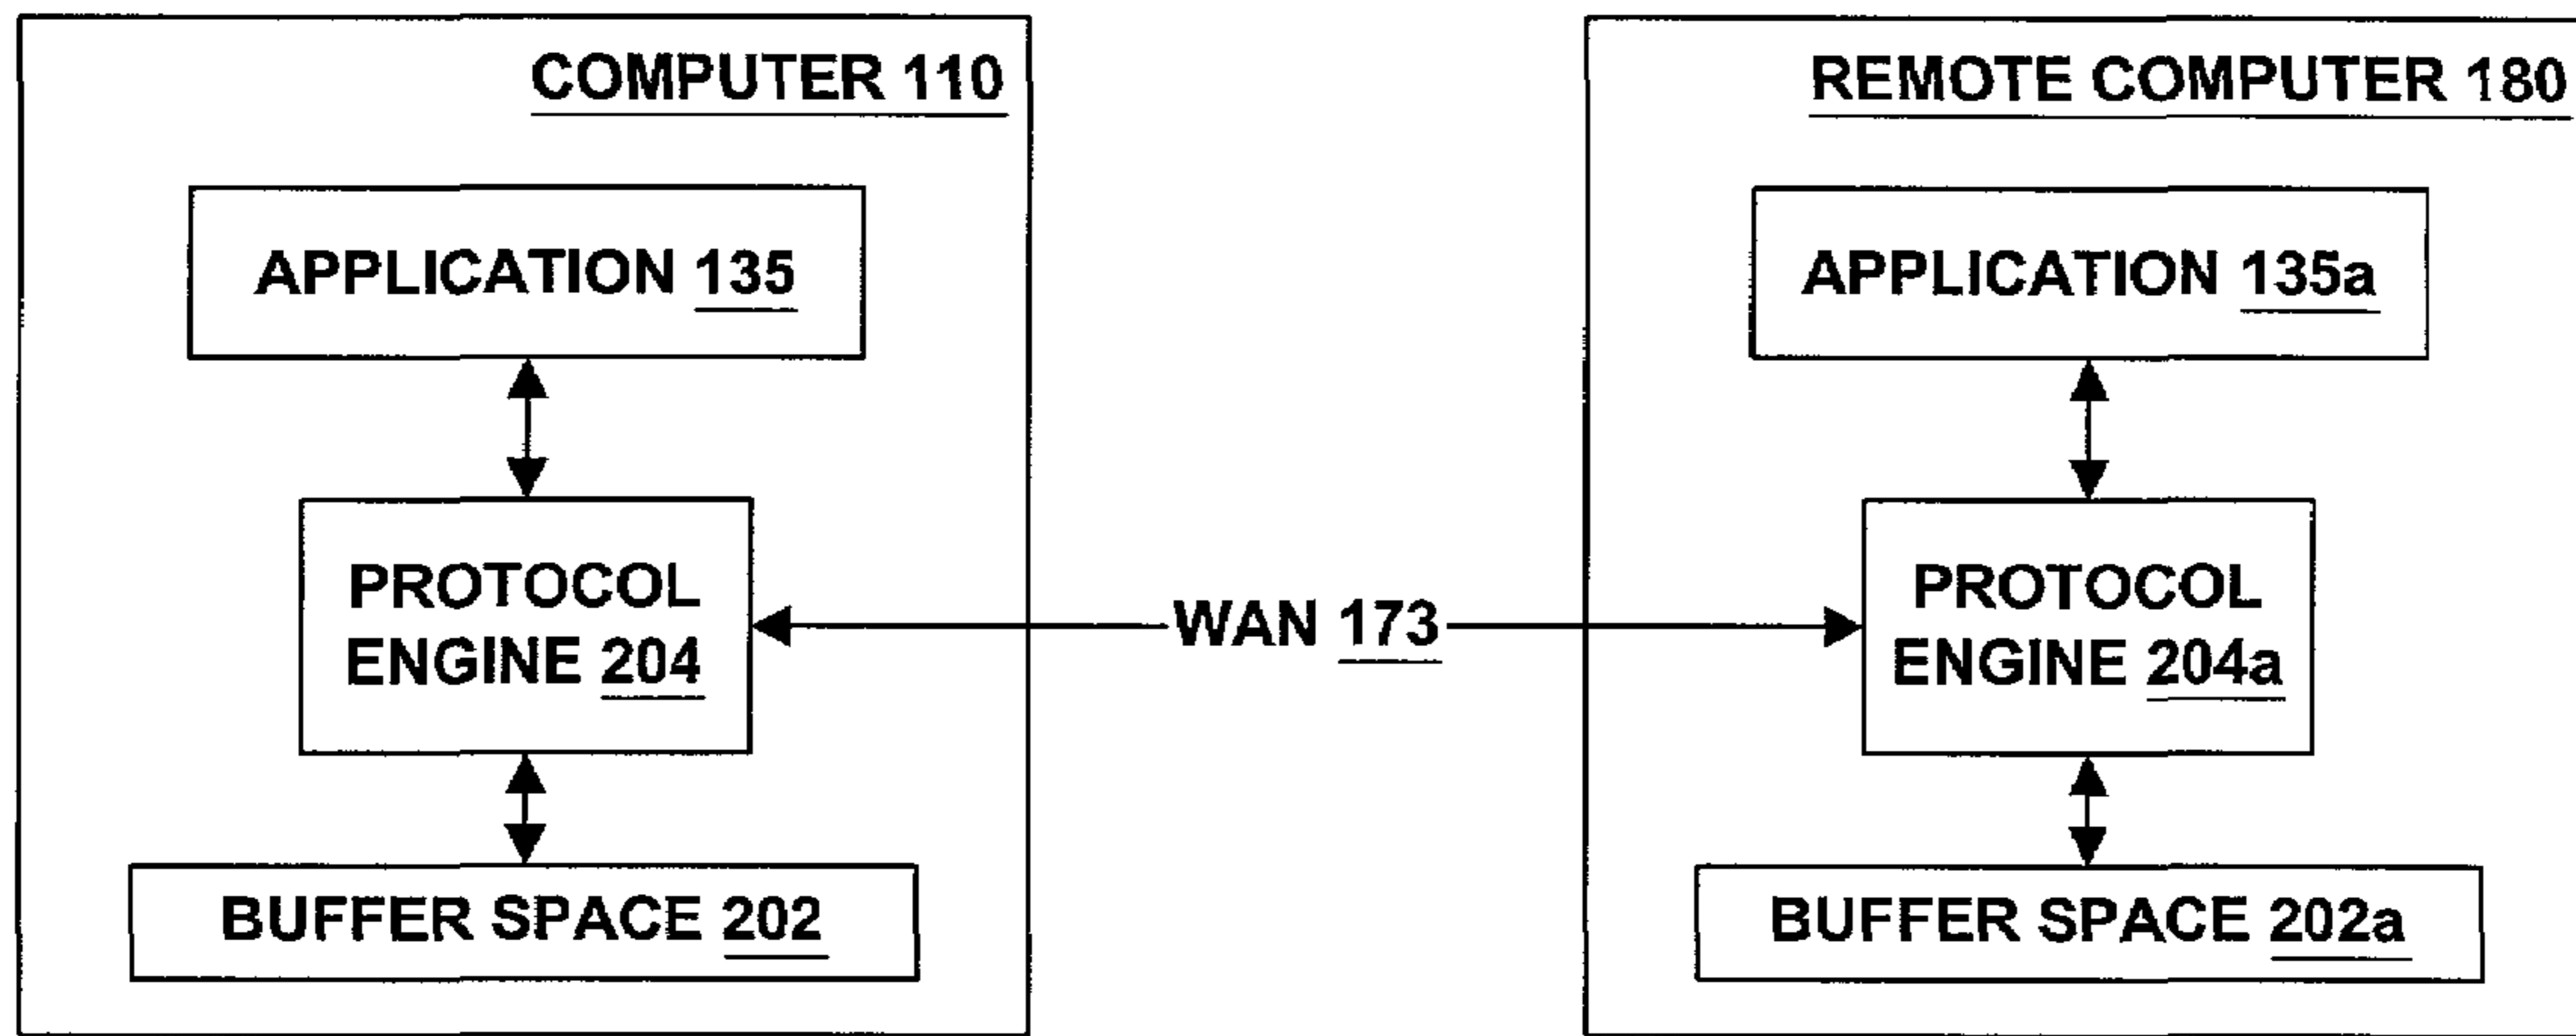 COMPUTER 110
APPLICATION 135
PROTOCOL
ENGINE 204
BUFFER SPACE 202
WAN 173
REMOTE COMPUTER 180
APPLICATION 135a
PROTOCOL
ENGINE 204a
BUFFER SPACE 202a